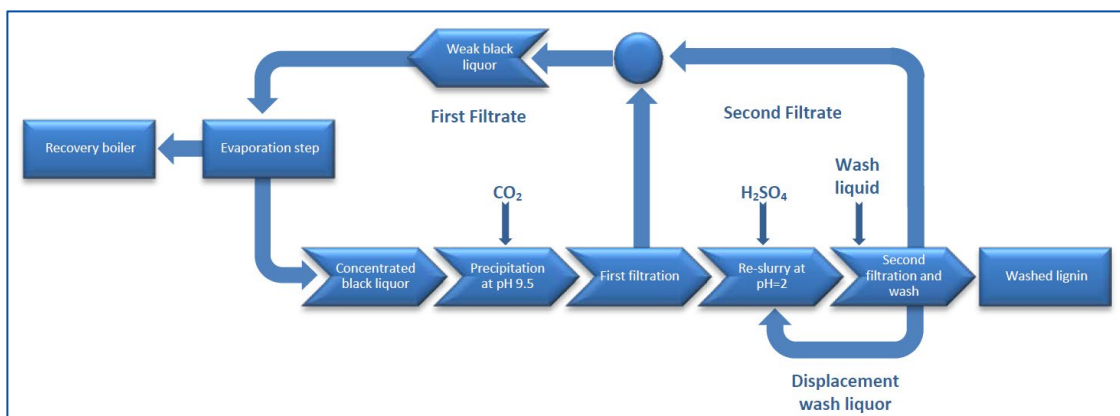 Weak black
liquor
First Filtrate
Second Filtrate
Recovery boiler
Evaporation step
CO₂
H₂SO₄
Wash
liquid
Concentrated
black liquor
Precipitation
at pH 9.5
First filtration
Re-slurry at
pH=2
Second
filtration and
wash
Washed lignin
Displacement
wash liquor